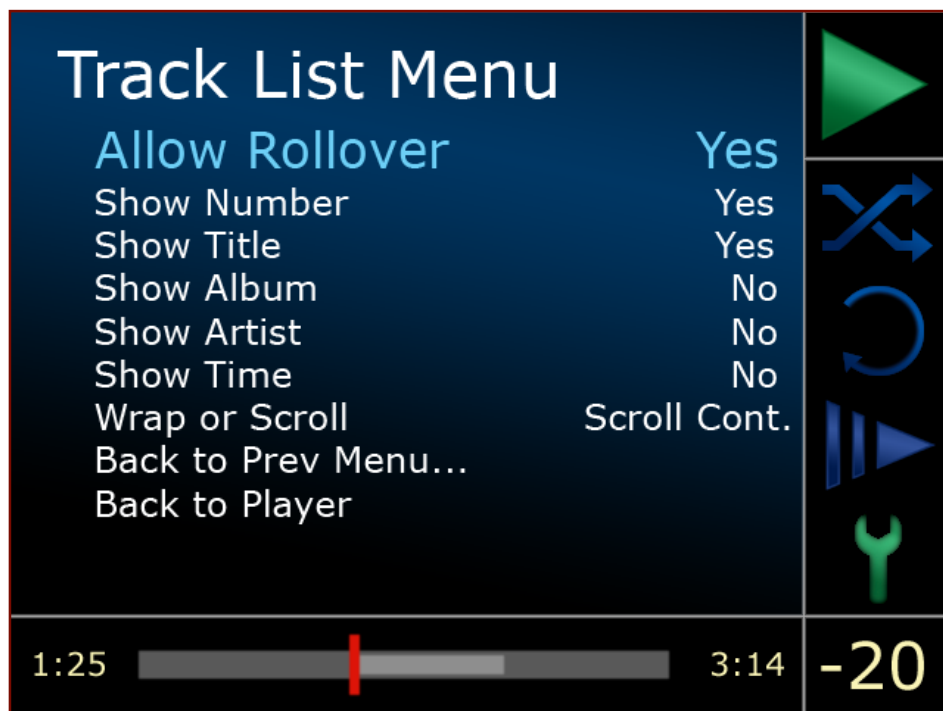 Track List Menu
Allow Rollover Yes
Show Number Yes
Show Title Yes
Show Album No
Show Artist No
Show Time No
Wrap or Scroll Scroll Cont.
Back to Prev Menu...
Back to Player
1:25 3:14 -20